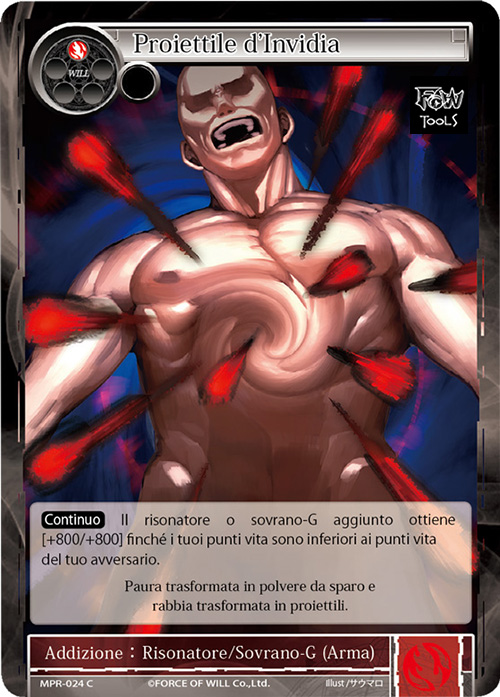 Proiettile d'Invidia
WILL
FOW
TOOLS
Continuo Il risonatore o sovrano-G aggiunto ottiene
[+800/+800] finché i tuoi punti vita sono inferiori ai punti vita
del tuo avversario.
Paura trasformata in polvere da sparo e
rabbia trasformata in proiettili.
Addizione : Risonatore/Sovrano-G (Arma)
MPR-024 C ©FORCE OF WILL Co.,Ltd. Illust/サウマロ